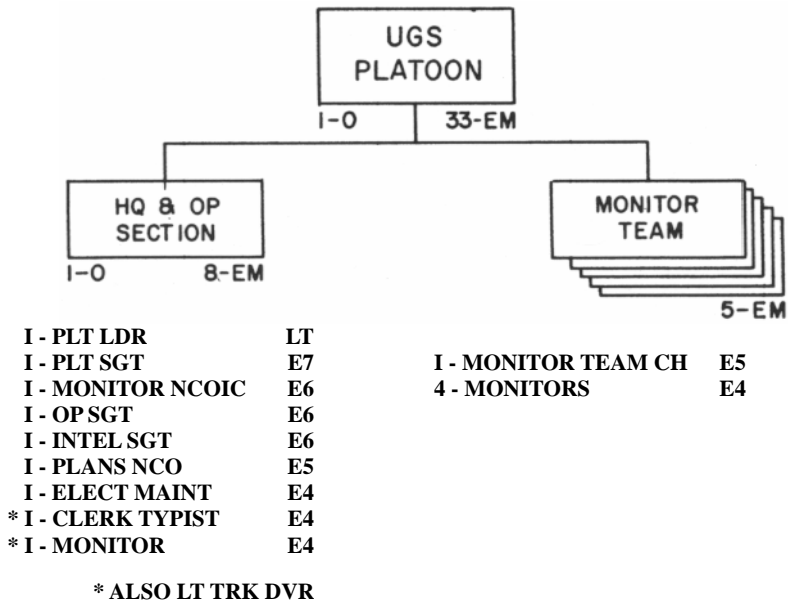 UGS
PLATOON
I-O 33-EM
HQ & OP
SECTION
I-O 8-EM
MONITOR
TEAM
5-EM
I - PLT LDR LT
I - PLT SGT E7
I - MONITOR NCOIC E6
I - OP SGT E6
I - INTEL SGT E6
I - PLANS NCO E5
I - ELECT MAINT E4
* I - CLERK TYPIST E4
* I - MONITOR E4
* ALSO LT TRK DVR
I - MONITOR TEAM CH E5
4 - MONITORS E4